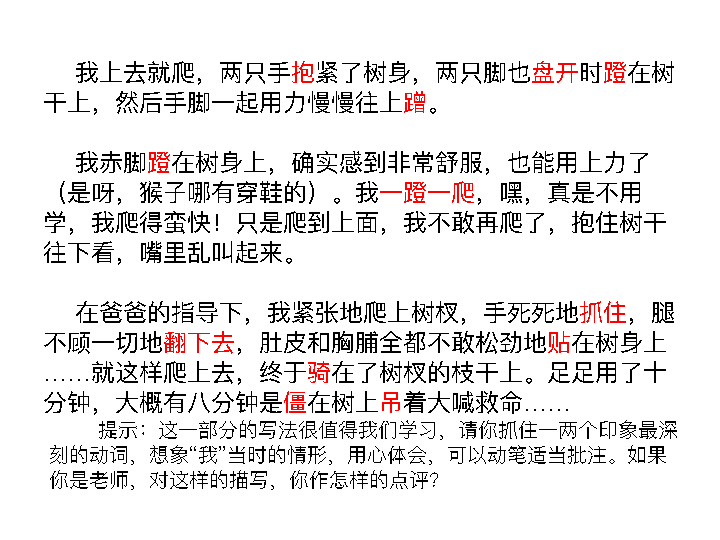 我上去就爬，两只手抱紧了树身，两只脚也盘开时蹬在树
干上，然后手脚一起用力慢慢往上蹭。
我赤脚蹬在树身上，确实感到非常舒服，也能用上力了
（是呀，猴子哪有穿鞋的）。我一蹬一爬，嘿，真是不用
学，我爬得蛮快！只是爬到上面，我不敢再爬了，抱住树干
往下看，嘴里乱叫起来。
在爸爸的指导下，我紧张地爬上树杈，手死死地抓住，腿
不顾一切地翻下去，肚皮和胸脯全都不敢松劲地贴在树身上
……就这样爬上去，终于骑在了树杈的枝干上。足足用了十
分钟，大概有八分钟是僵在树上吊着大喊救命……
提示：这一部分的写法很值得我们学习，请你抓住一两个印象最深
刻的动词，想象“我”当时的情形，用心体会，可以动笔适当批注。如果
你是老师，对这样的描写，你作怎样的点评？